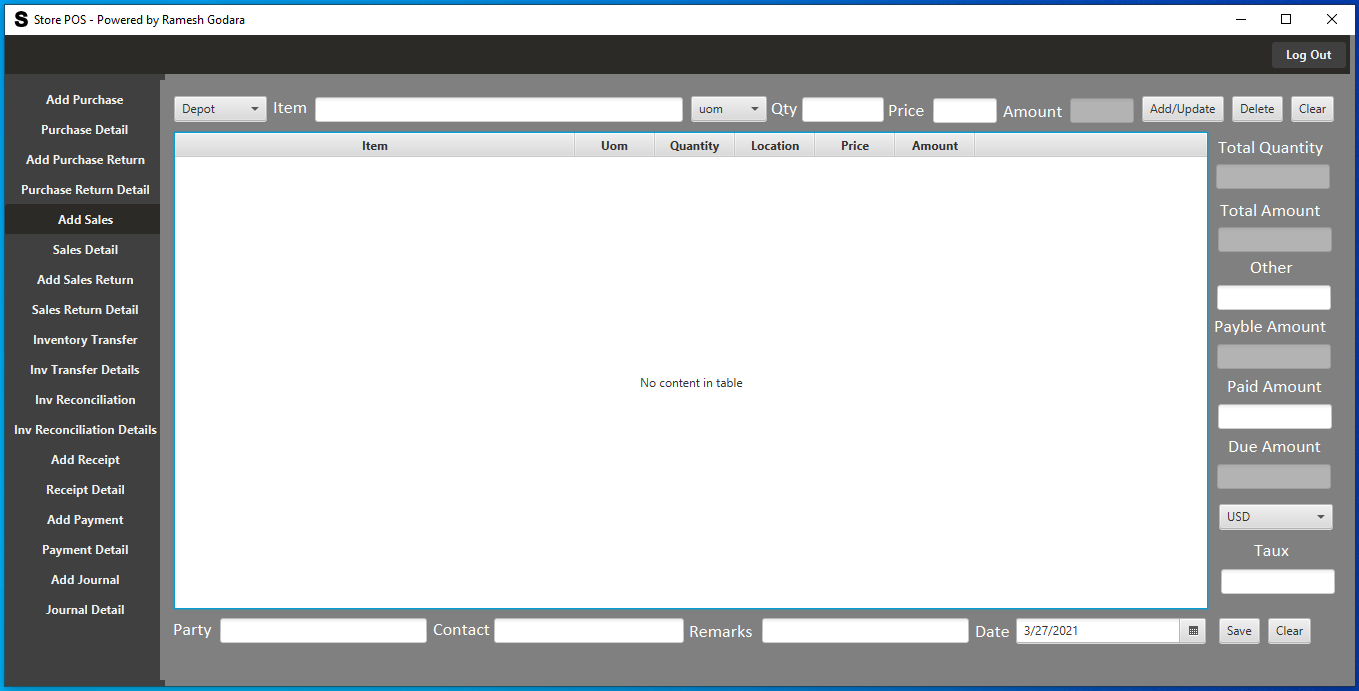 S Store POS - Powered by Ramesh Godara
Log Out
Add Purchase
Purchase Detail
Add Purchase Return
Purchase Return Detail
Add Sales
Sales Detail
Add Sales Return
Sales Return Detail
Inventory Transfer
Inv Transfer Details
Inv Reconciliation
Inv Reconciliation Details
Add Receipt
Receipt Detail
Add Payment
Payment Detail
Add Journal
Journal Detail
Depot Item uom Qty Price Amount Add/Update Delete Clear
Item Uom Quantity Location Price Amount
No content in table
Total Quantity
Total Amount
Other
Payble Amount
Paid Amount
Due Amount
USD
Taux
Party Contact Remarks Date 3/27/2021 Save Clear